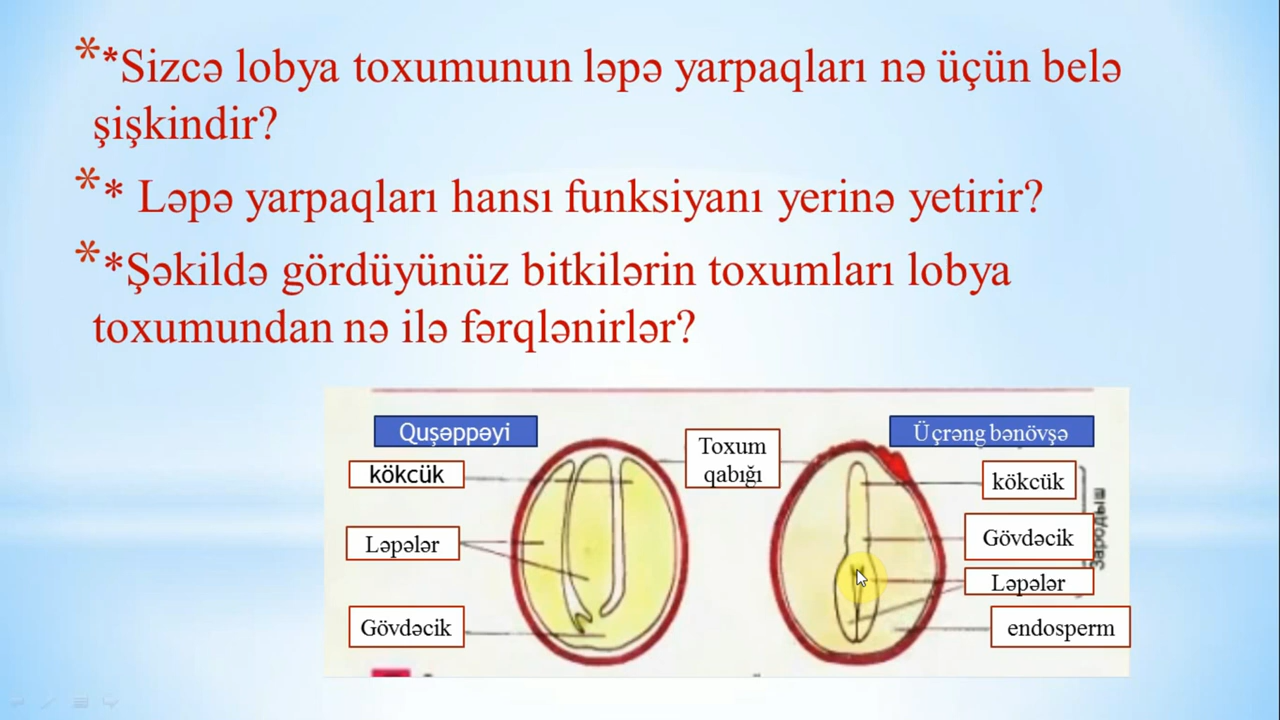 **Sizcə lobya toxumunun ləpə yarpaqları nə üçün belə
şişkindir?
** Ləpə yarpaqları hansı funksiyanı yerinə yetirir?
**Şəkildə gördüyünüz bitkilərin toxumları lobya
toxumundan nə ilə fərqlənirlər?
Quşəppəyi
Üçrəng bənövşə
Toxum
qabığı
kökcük
kökcük
Ləpələr
Gövdəcik
Ləpələr
Gövdəcik
endosperm
Зародыш